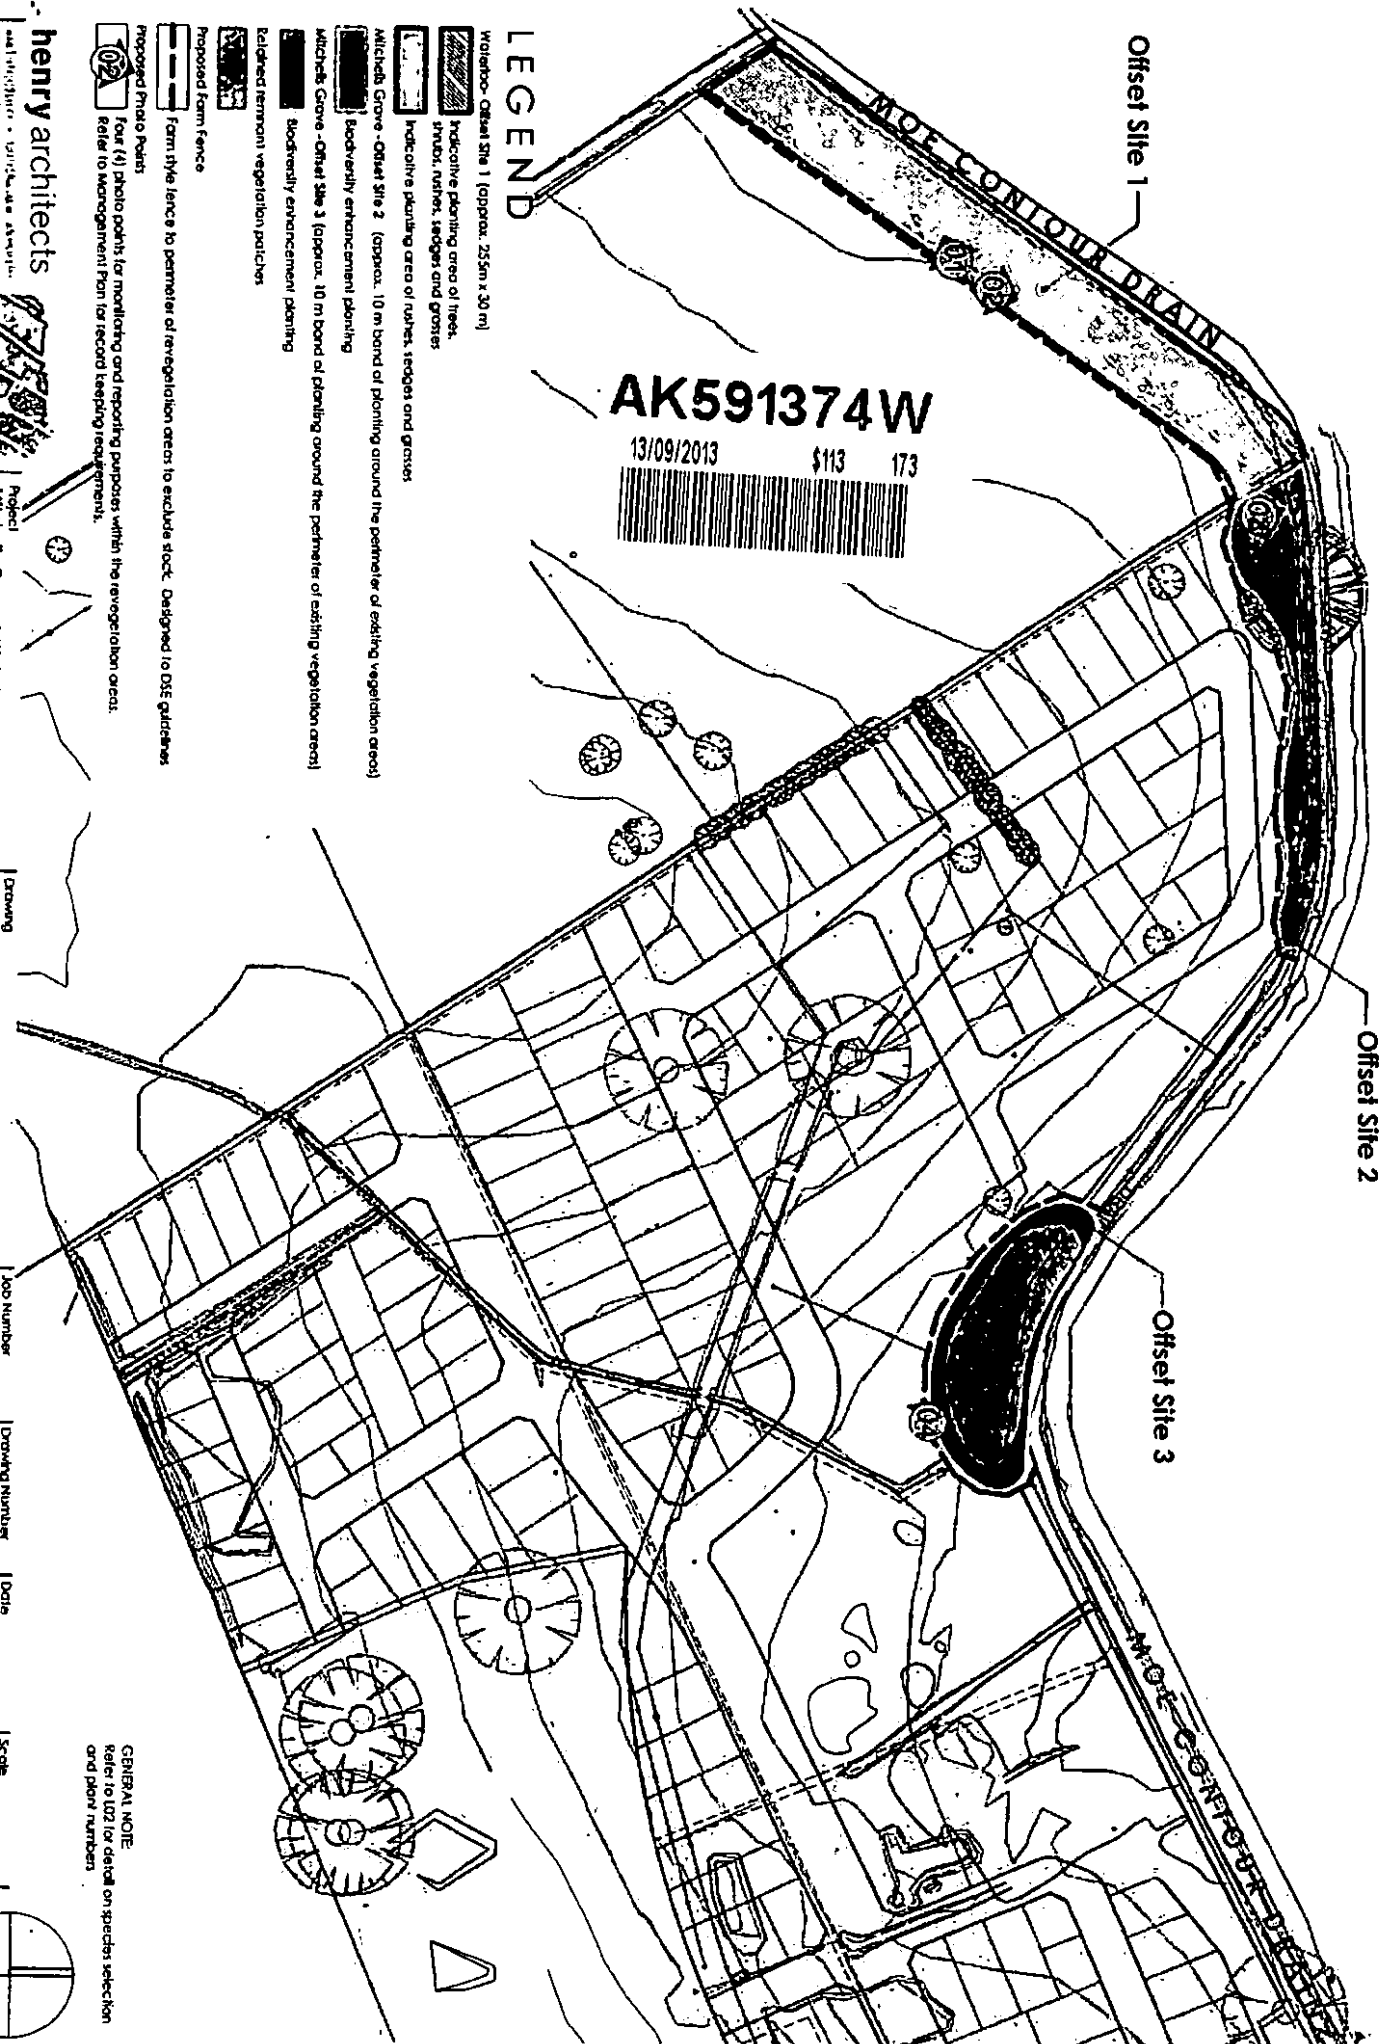 Offset Site 1
MOE CONTOUR DRAIN
Offset Site 2
Offset Site 3
MOE CONTOUR DRAIN
01
02
AK591374W
13/09/2013 $113 173
LEGEND
Waterloo- Offset Site 1 (approx. 255m x 30 m)
Indicative planting area of trees,
shrubs, rushes, sedges and grasses
Indicative planting area of rushes, sedges and grasses
Mitchells Grove - Offset Site 2 (approx. 10 m band of planting around the perimeter of existing vegetation areas)
Biodiversity enhancement planting
Mitchells Grove - Offset Site 3 (approx. 10 m band of planting around the perimeter of existing vegetation areas)
Biodiversity enhancement planting
Retained remnant vegetation patches
Proposed Farm Fence
Farm style fence to perimeter of revegetation areas to exclude stock. Designed to DSE guidelines
Proposed Photo Points
Four (4) photo points for monitoring and reporting purposes within the revegetation areas.
Refer to Management Plan for record keeping requirements.
GENERAL NOTE:
Refer to L02 for detail on species selection
and plant numbers
henry architects
Project
Drawing
Job Number
Drawing Number
Date
Scale